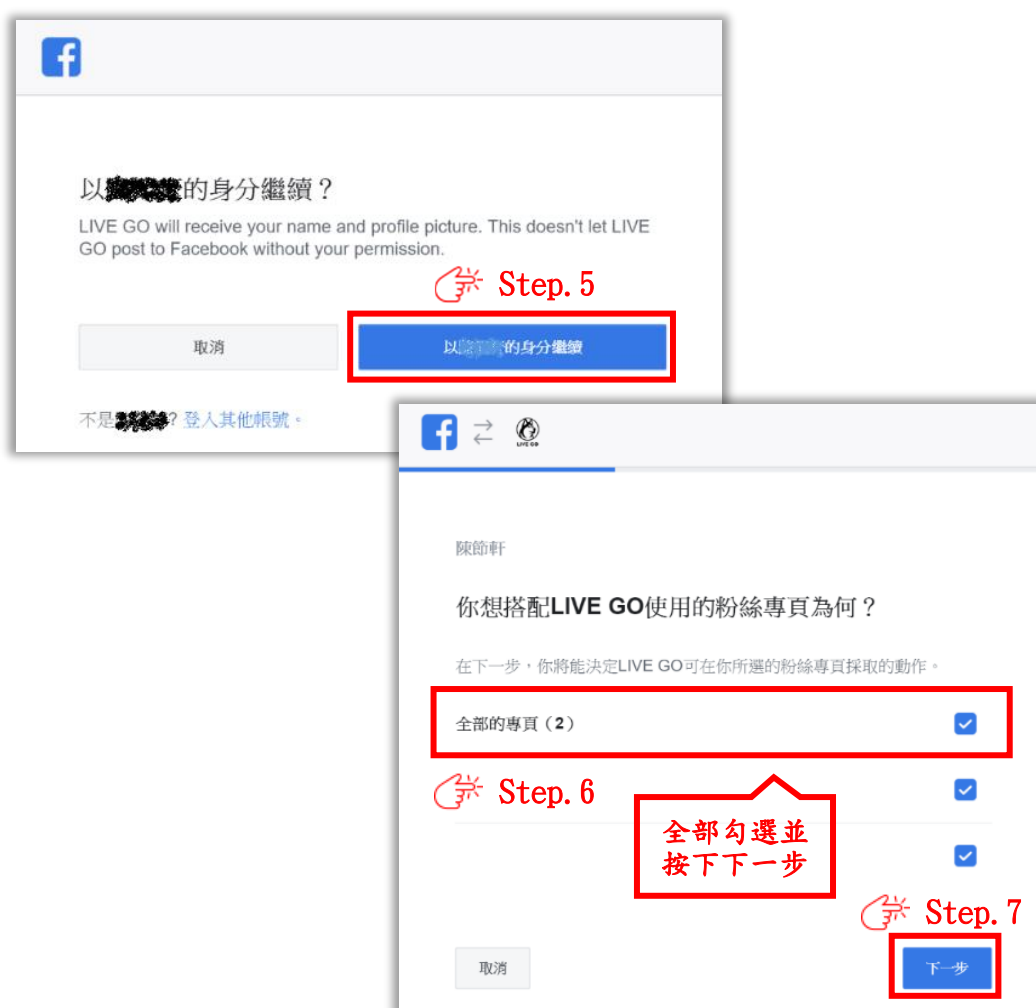 以的身分繼續？
LIVE GO will receive your name and profile picture. This doesn't let LIVE
GO post to Facebook without your permission.
Step.5
取消
以的身分繼續
不是? 登入其他帳號。
LIVE GO
陳節軒
你想搭配LIVE GO使用的粉絲專頁為何？
在下一步，你將能決定LIVE GO可在你所選的粉絲專頁採取的動作。
全部的專頁（2）
Step.6
全部勾選並
按下下一步
Step.7
取消
下一步